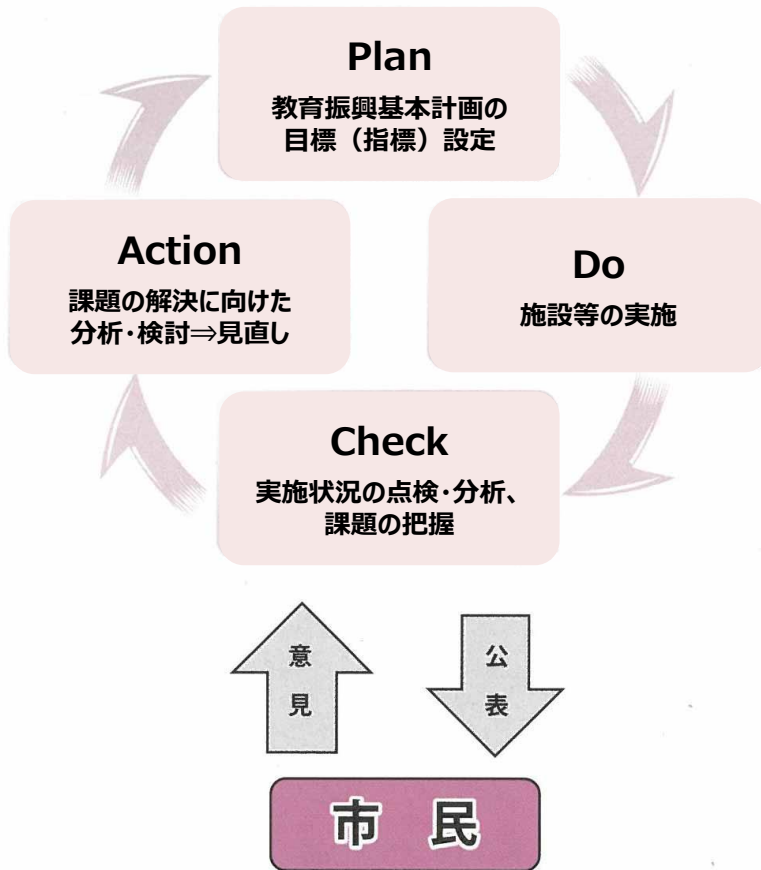 Plan
教育振興基本計画の
目標（指標）設定
Action
課題の解決に向けた
分析・検討⇒見直し
Do
施設等の実施
Check
実施状況の点検・分析、
課題の把握
意見
公表
市民